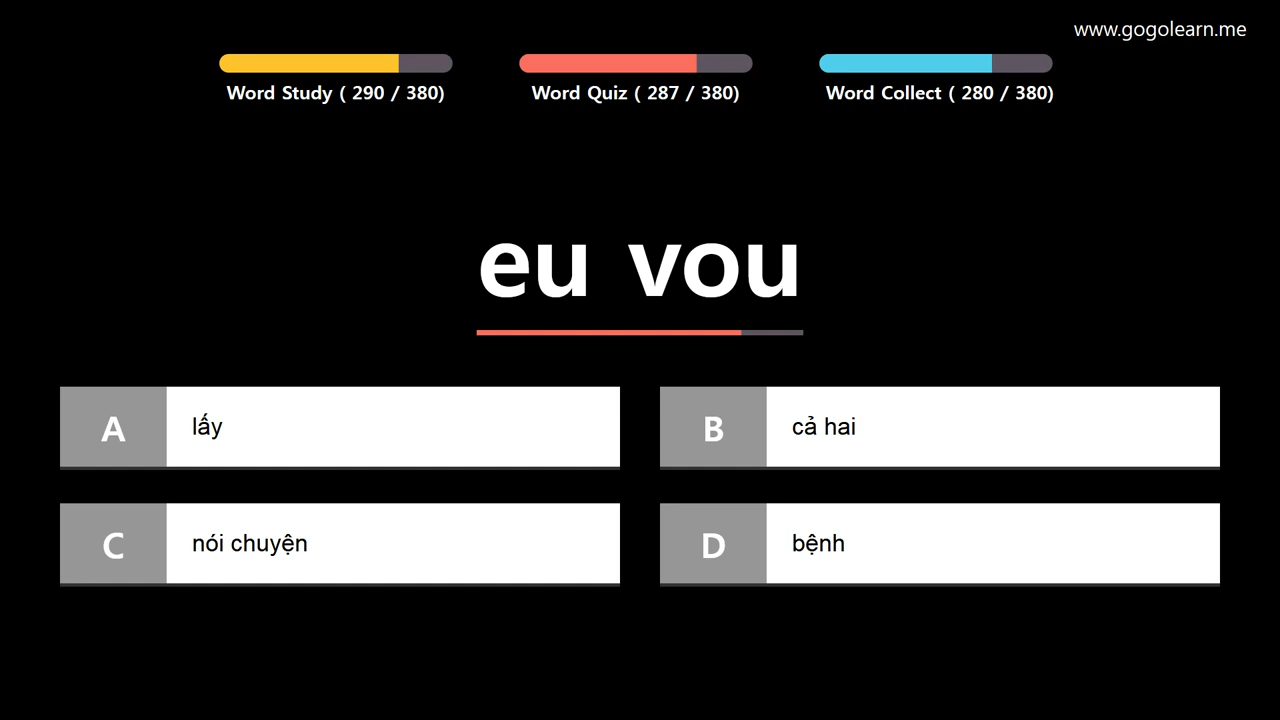 www.gogolearn.me
Word Study ( 290 / 380)
Word Quiz ( 287 / 380)
Word Collect ( 280 / 380)
eu vou
A lấy
B cả hai
C nói chuyện
D bệnh